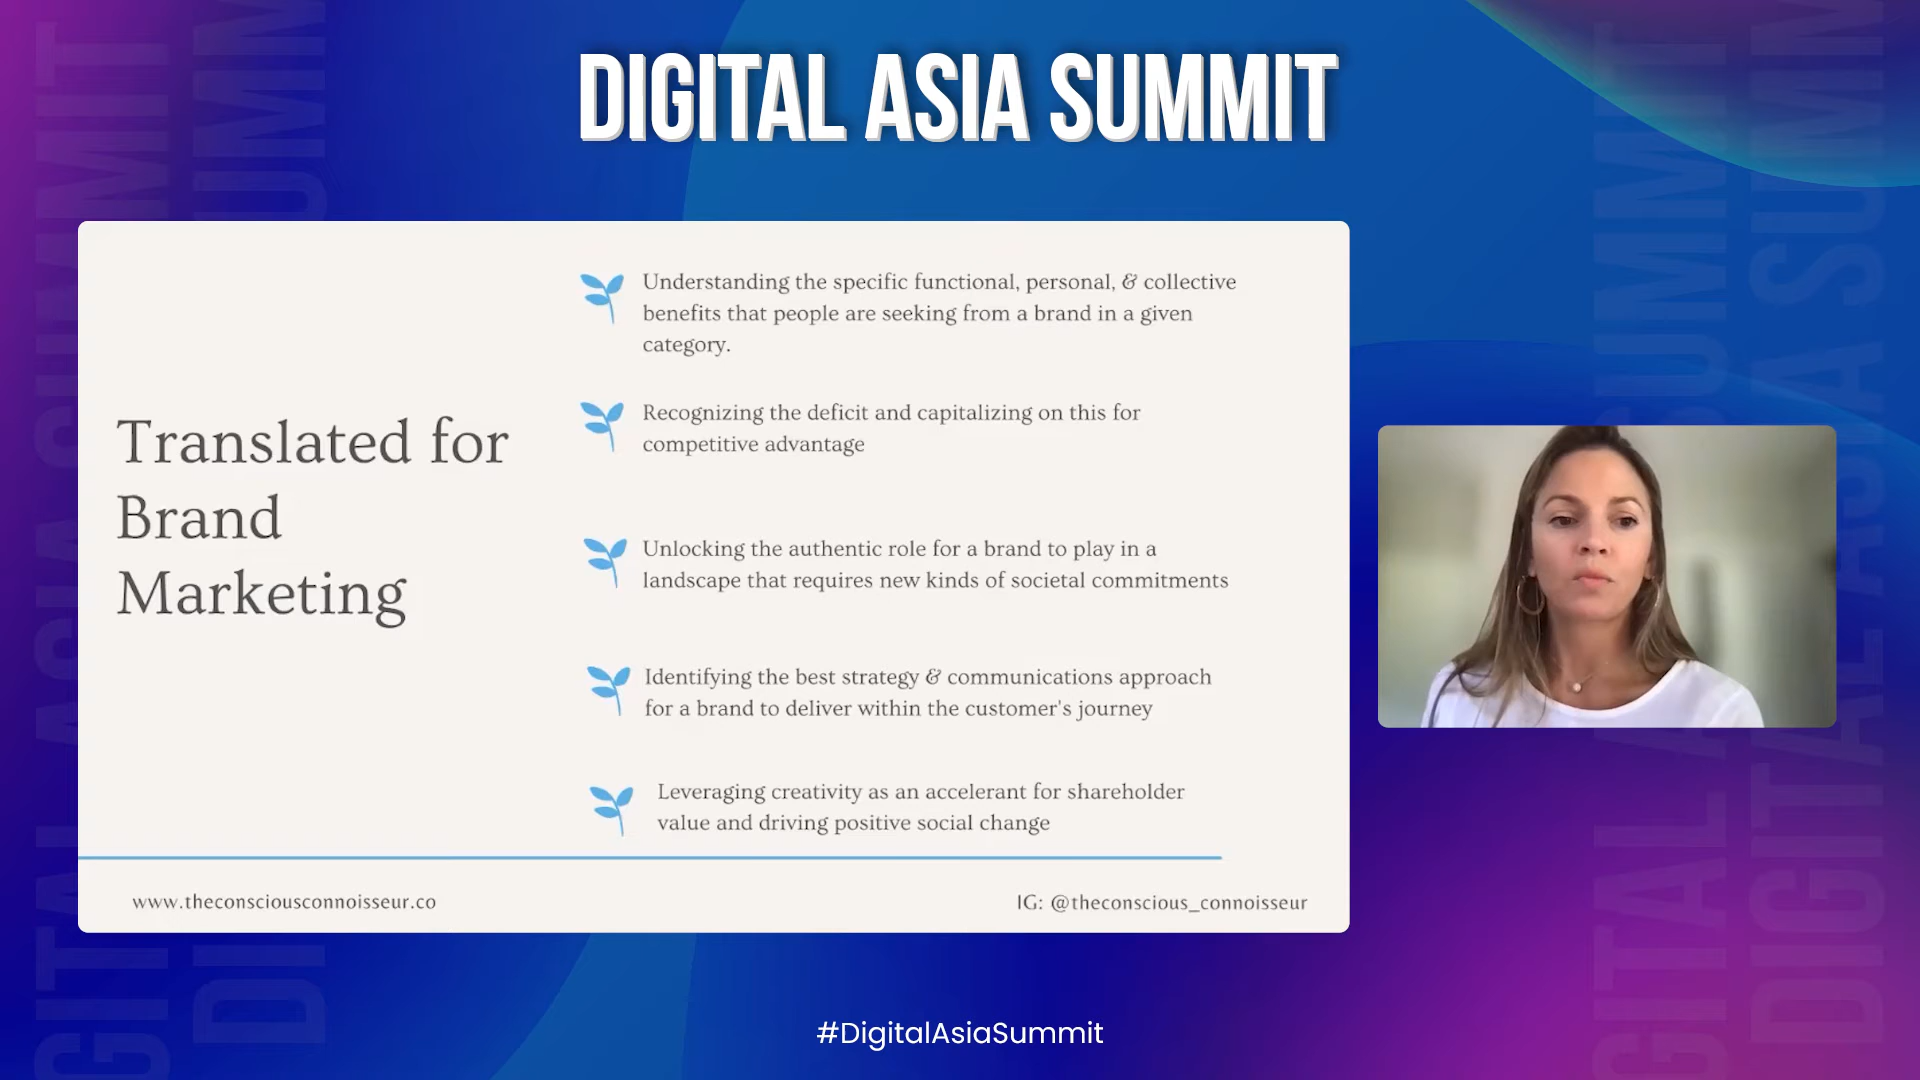 DIGITAL ASIA SUMMIT
Translated for
Brand
Marketing
Understanding the specific functional, personal, & collective
benefits that people are seeking from a brand in a given
category.
Recognizing the deficit and capitalizing on this for
competitive advantage
Unlocking the authentic role for a brand to play in a
landscape that requires new kinds of societal commitments
Identifying the best strategy & communications approach
for a brand to deliver within the customer's journey
Leveraging creativity as an accelerant for shareholder
value and driving positive social change
www.theconsciousconnoisseur.co
IG: @theconscious_connoisseur
#DigitalAsiaSummit